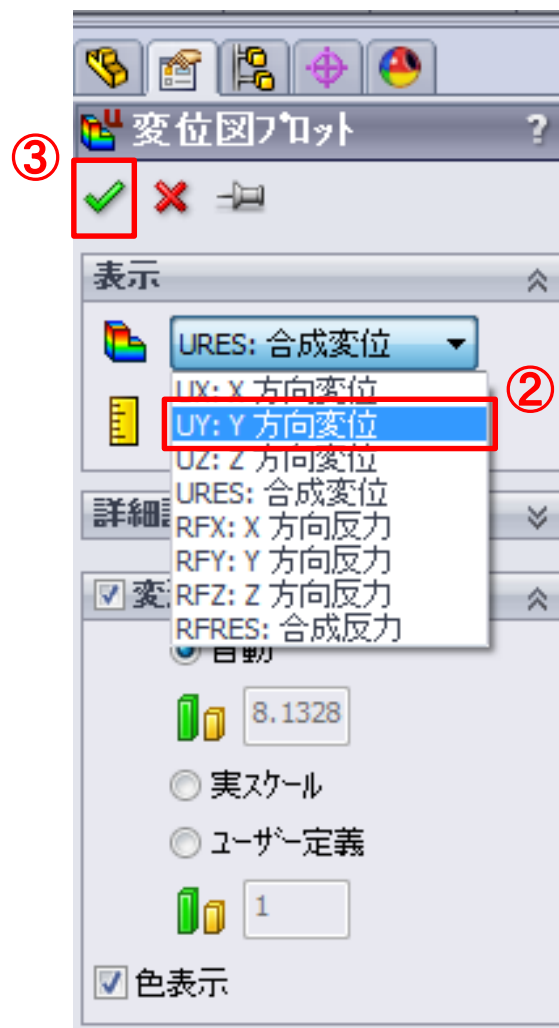 変位図プロット ?
③
表示
URES: 合成変位
UX: X 方向変位
②
UY: Y 方向変位
UZ: Z 方向変位
URES: 合成変位
詳細
RFX: X 方向反力
RFY: Y 方向反力
変
RFZ: Z 方向反力
RFRES: 合成反力
自動
8.1328
実スケール
ユーザー定義
1
色表示